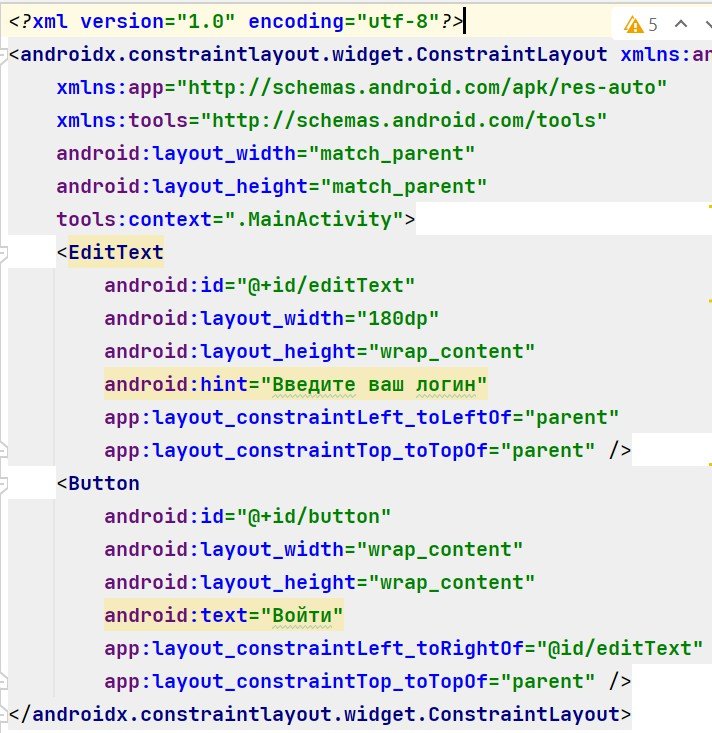 <?xml version="1.0" encoding="utf-8"?> 5
<androidx.constraintlayout.widget.ConstraintLayout
xmlns:app="http://schemas.android.com/apk/res-auto"
xmlns:tools="http://schemas.android.com/tools"
android:layout_width="match_parent"
android:layout_height="match_parent"
tools:context=".MainActivity">
<EditText
android:id="@+id/editText"
android:layout_width="180dp"
android:layout_height="wrap_content"
android:hint="Введите ваш логин"
app:layout_constraintLeft_toLeftOf="parent"
app:layout_constraintTop_toTopOf="parent" />
<Button
android:id="@+id/button"
android:layout_width="wrap_content"
android:layout_height="wrap_content"
android:text="Войти"
app:layout_constraintLeft_toRightOf="@id/editText"
app:layout_constraintTop_toTopOf="parent" />
</androidx.constraintlayout.widget.ConstraintLayout>